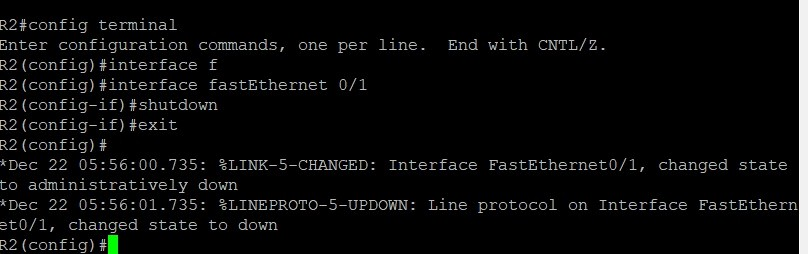 R2#config terminal
Enter configuration commands, one per line.  End with CNTL/Z.
R2(config)#interface f
R2(config)#interface fastEthernet 0/1
R2(config-if)#shutdown
R2(config-if)#exit
R2(config)#
*Dec 22 05:56:00.735: %LINK-5-CHANGED: Interface FastEthernet0/1, changed state
to administratively down
*Dec 22 05:56:01.735: %LINEPROTO-5-UPDOWN: Line protocol on Interface FastEthern
et0/1, changed state to down
R2(config)#